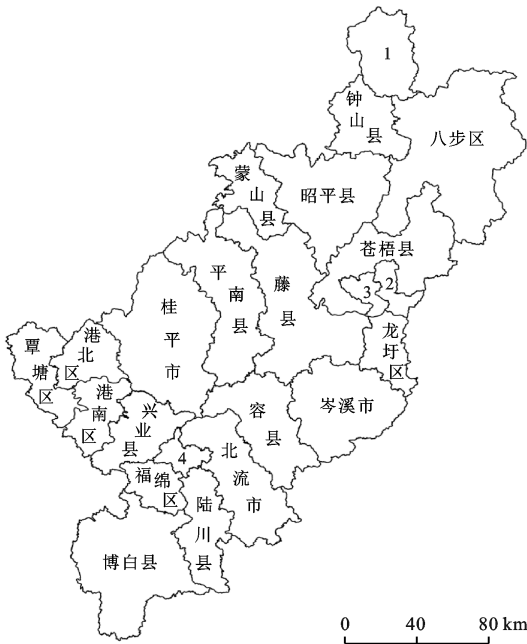 1
钟山县
八步区
蒙山县
昭平县
苍梧县
2
3
平南县
藤县
桂平市
龙圩区
港北区
覃塘区
港南区
兴业县
容县
岑溪市
4
北流市
福绵区
陆川县
博白县
0 40 80 km